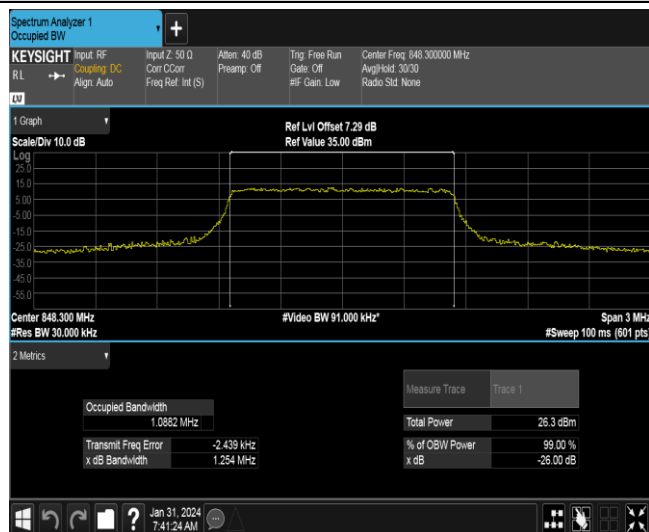 Spectrum Analyzer 1
Occupied BW
+
KEYSIGHT
RL
LXI
Input: RF
Coupling: DC
Align: Auto
Input Z: 50 Ω
Corr CCorr
Freq Ref: Int (S)
Atten: 40 dB
Preamp: Off
Trig: Free Run
Gate: Off
#IF Gain: Low
Center Freq: 848.300000 MHz
Avg|Hold: 30/30
Radio Std: None
1 Graph
Scale/Div 10.0 dB
Ref Lvl Offset 7.29 dB
Ref Value 35.00 dBm
Log
25.0
15.0
5.00
-5.00
-15.0
-25.0
-35.0
-45.0
-55.0
Center 848.300 MHz
#Res BW 30.000 kHz
#Video BW 91.000 kHz*
Span 3 MHz
#Sweep 100 ms (601 pts)
2 Metrics
Measure Trace Trace 1
Occupied Bandwidth
1.0882 MHz
Total Power 26.3 dBm
Transmit Freq Error -2.439 kHz
% of OBW Power 99.00 %
x dB Bandwidth 1.254 MHz
x dB -26.00 dB
?
Jan 31, 2024
7:41:24 AM